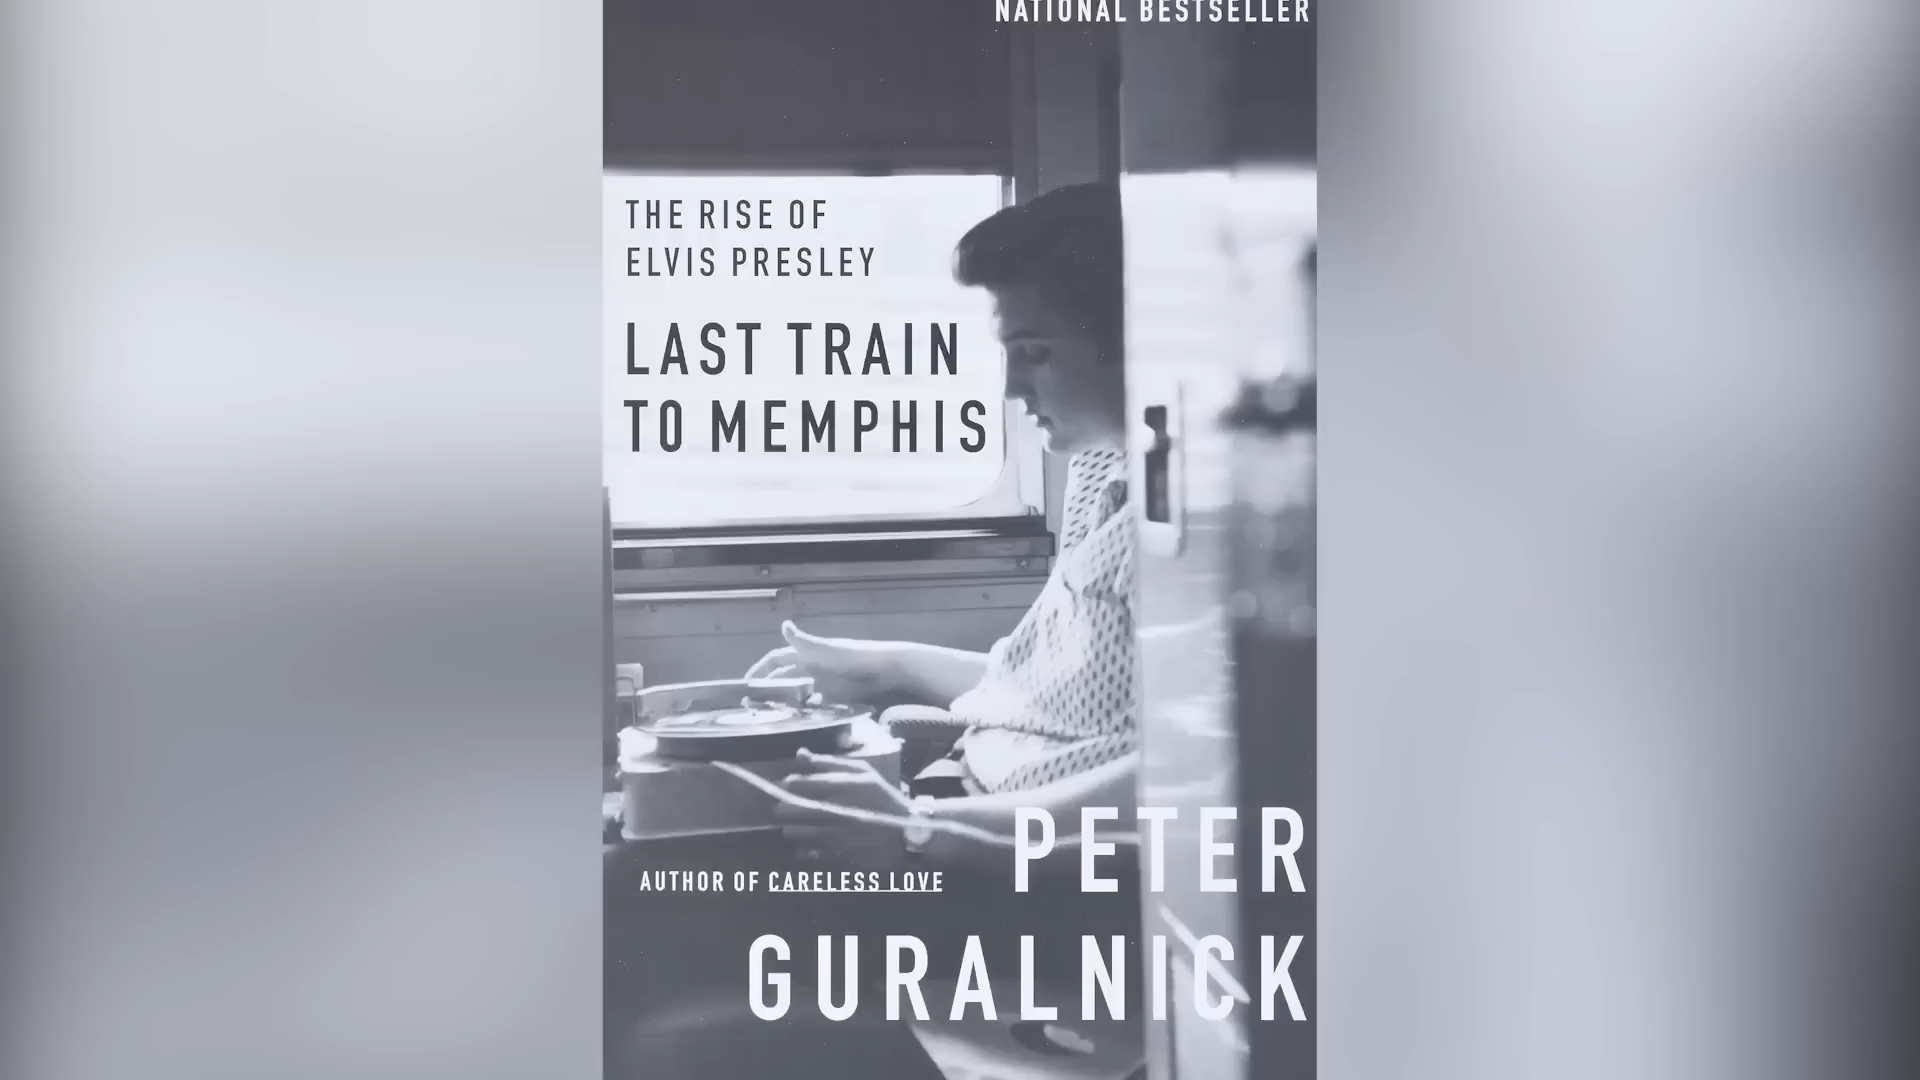 NATIONAL BESTSELLER
THE RISE OF
ELVIS PRESLEY
LAST TRAIN
TO MEMPHIS
AUTHOR OF CARELESS LOVE
PETER
GURALNICK